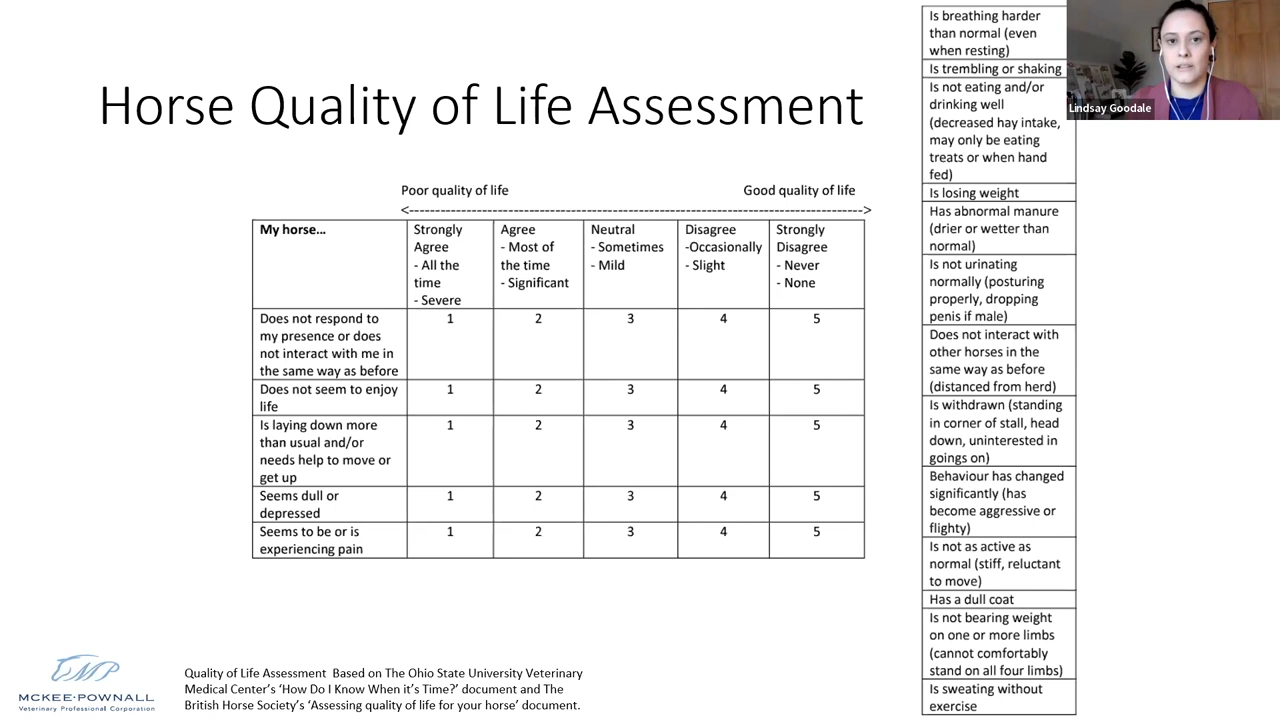 Horse Quality of Life Assessment
Poor quality of life
Good quality of life
<------------------------------------------------------------------------>
My horse...
Strongly
Agree
- All the
time
- Severe
Agree
- Most of
the time
- Significant
Neutral
- Sometimes
- Mild
Disagree
-Occasionally
- Slight
Strongly
Disagree
- Never
- None
Does not respond to
my presence or does
not interact with me in
the same way as before
1 2 3 4 5
Does not seem to enjoy
life
1 2 3 4 5
Is laying down more
than usual and/or
needs help to move or
get up
1 2 3 4 5
Seems dull or
depressed
1 2 3 4 5
Seems to be or is
experiencing pain
1 2 3 4 5
Is breathing harder
than normal (even
when resting)
Is trembling or shaking
Is not eating and/or
drinking well
(decreased hay intake,
may only be eating
treats or when hand
fed)
Is losing weight
Has abnormal manure
(drier or wetter than
normal)
Is not urinating
normally (posturing
properly, dropping
penis if male)
Does not interact with
other horses in the
same way as before
(distanced from herd)
Is withdrawn (standing
in corner of stall, head
down, uninterested in
goings on)
Behaviour has changed
significantly (has
become aggressive or
flighty)
Is not as active as
normal (stiff, reluctant
to move)
Has a dull coat
Is not bearing weight
on one or more limbs
(cannot comfortably
stand on all four limbs)
Is sweating without
exercise
Lindsay Goodale
MP
MCKEE-POWNALL
Veterinary Professional Corporation
Quality of Life Assessment Based on The Ohio State University Veterinary
Medical Center's 'How Do I Know When it's Time?' document and The
British Horse Society's 'Assessing quality of life for your horse' document.